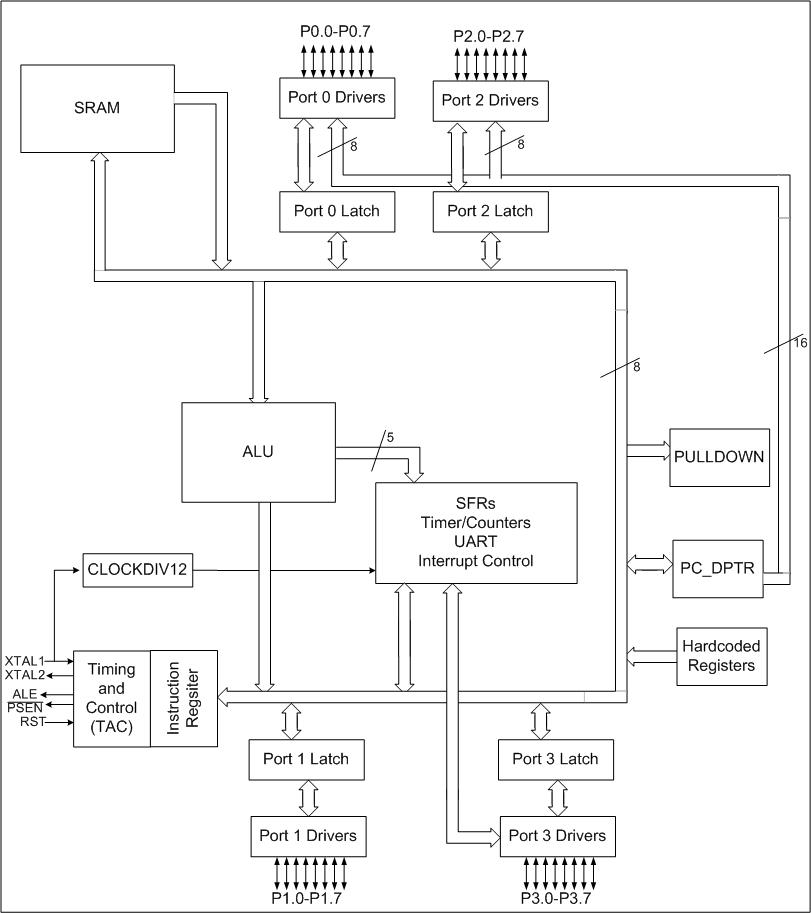 P0.0-P0.7
P2.0-P2.7
SRAM
Port 0 Drivers
Port 2 Drivers
8
8
Port 0 Latch
Port 2 Latch
16
8
ALU
5
PULLDOWN
SFRs
Timer/Counters
UART
Interrupt Control
CLOCKDIV12
PC_DPTR
XTAL1
XTAL2
ALE
PSEN
RST
Timing
and
Control
(TAC)
Instruction
Regsiter
Hardcoded
Registers
Port 1 Latch
Port 3 Latch
Port 1 Drivers
Port 3 Drivers
P1.0-P1.7
P3.0-P3.7